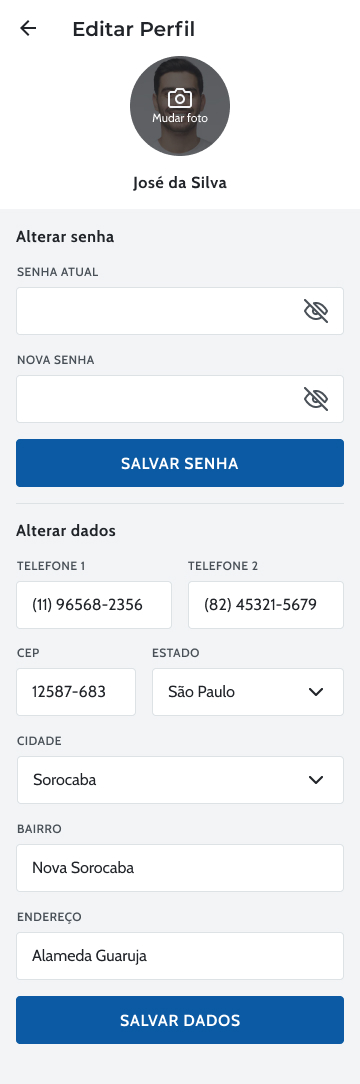 Editar Perfil
Mudar foto
José da Silva
Alterar senha
SENHA ATUAL
NOVA SENHA
SALVAR SENHA
Alterar dados
TELEFONE 1
TELEFONE 2
(11) 96568-2356
(82) 45321-5679
CEP
ESTADO
12587-683
São Paulo
CIDADE
Sorocaba
BAIRRO
Nova Sorocaba
ENDEREÇO
Alameda Guaruja
SALVAR DADOS